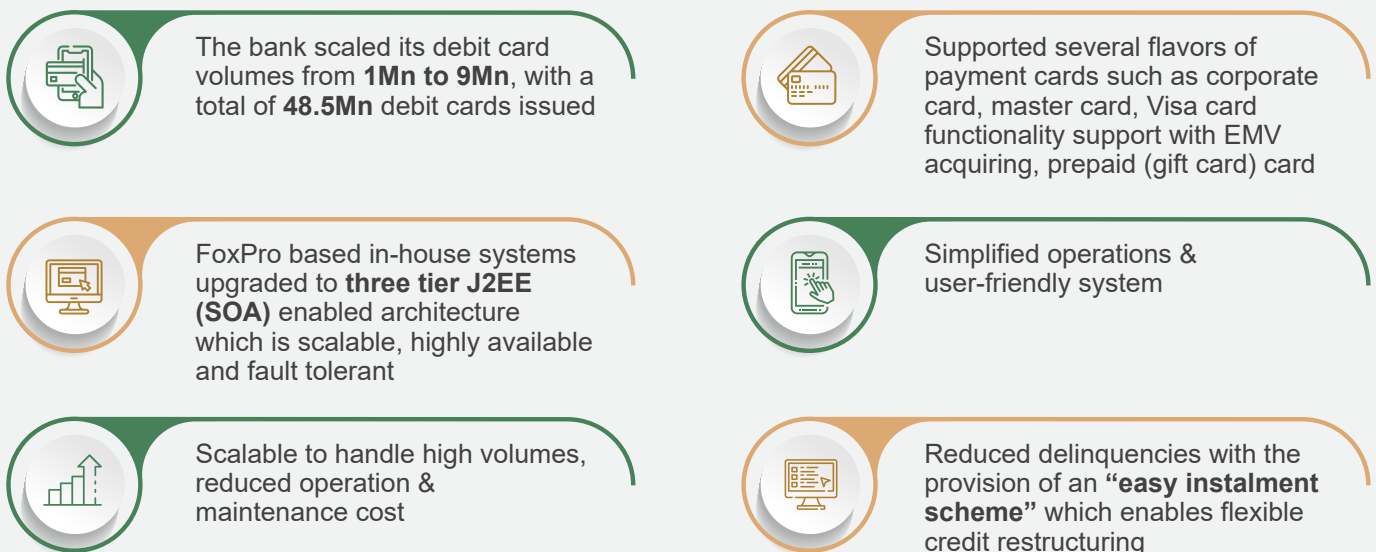 The bank scaled its debit card
volumes from 1Mn to 9Mn, with a
total of 48.5Mn debit cards issued
Supported several flavors of
payment cards such as corporate
card, master card, Visa card
functionality support with EMV
acquiring, prepaid (gift card) card
FoxPro based in-house systems
upgraded to three tier J2EE
(SOA) enabled architecture
which is scalable, highly available
and fault tolerant
Simplified operations &
user-friendly system
Scalable to handle high volumes,
reduced operation &
maintenance cost
Reduced delinquencies with the
provision of an “easy instalment
scheme” which enables flexible
credit restructuring